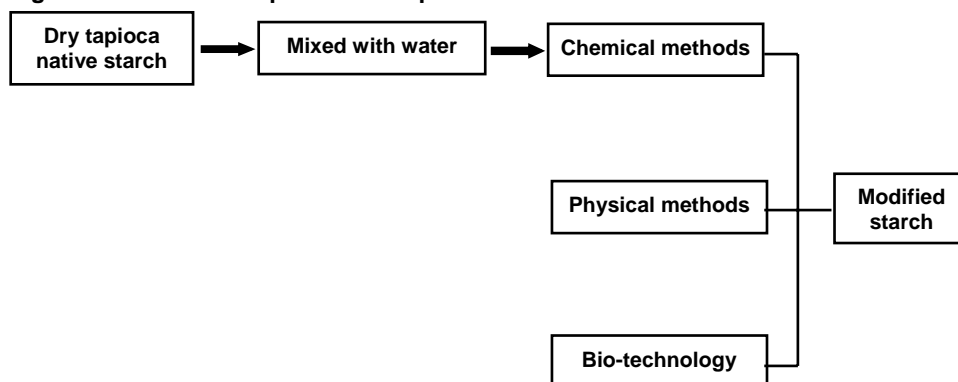 Dry tapioca
native starch
Mixed with water
Chemical methods
Physical methods
Modified
starch
Bio-technology